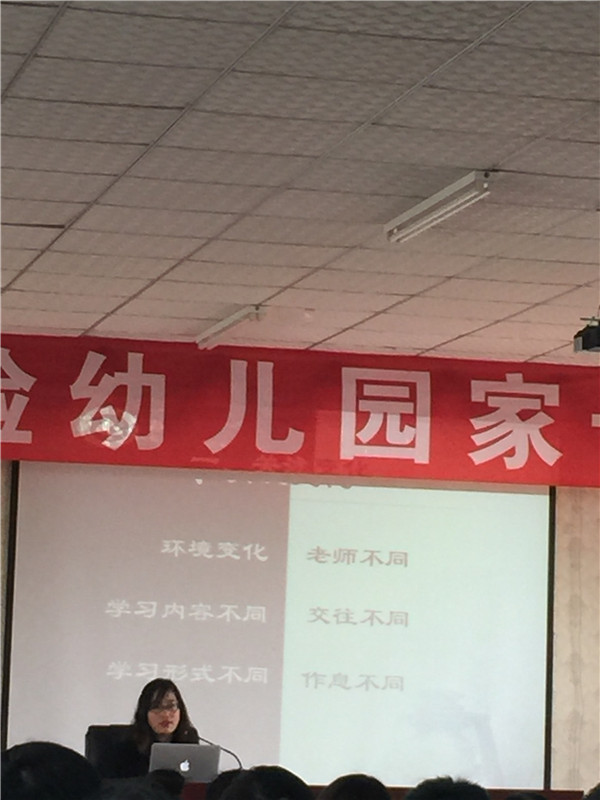 验幼儿园家长
环境变化 老师不同
学习内容不同 交往不同
学习形式不同 作息不同